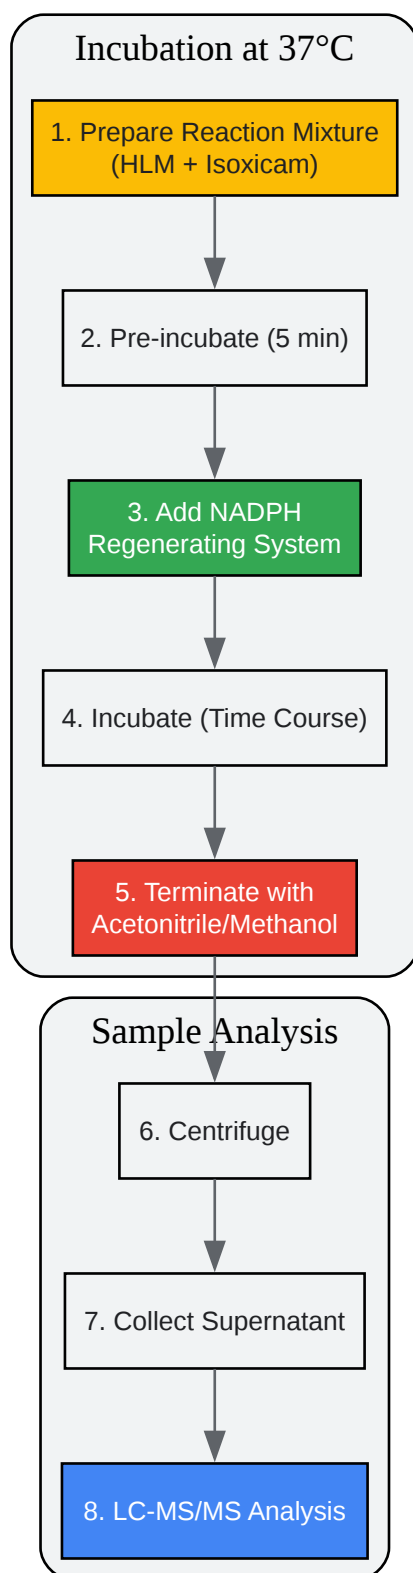 Incubation at 37°C
1. Prepare Reaction Mixture
(HLM + Isoxicam)
2. Pre-incubate (5 min)
3. Add NADPH
Regenerating System
4. Incubate (Time Course)
5. Terminate with
Acetonitrile/Methanol
Sample Analysis
6. Centrifuge
7. Collect Supernatant
8. LC-MS/MS Analysis